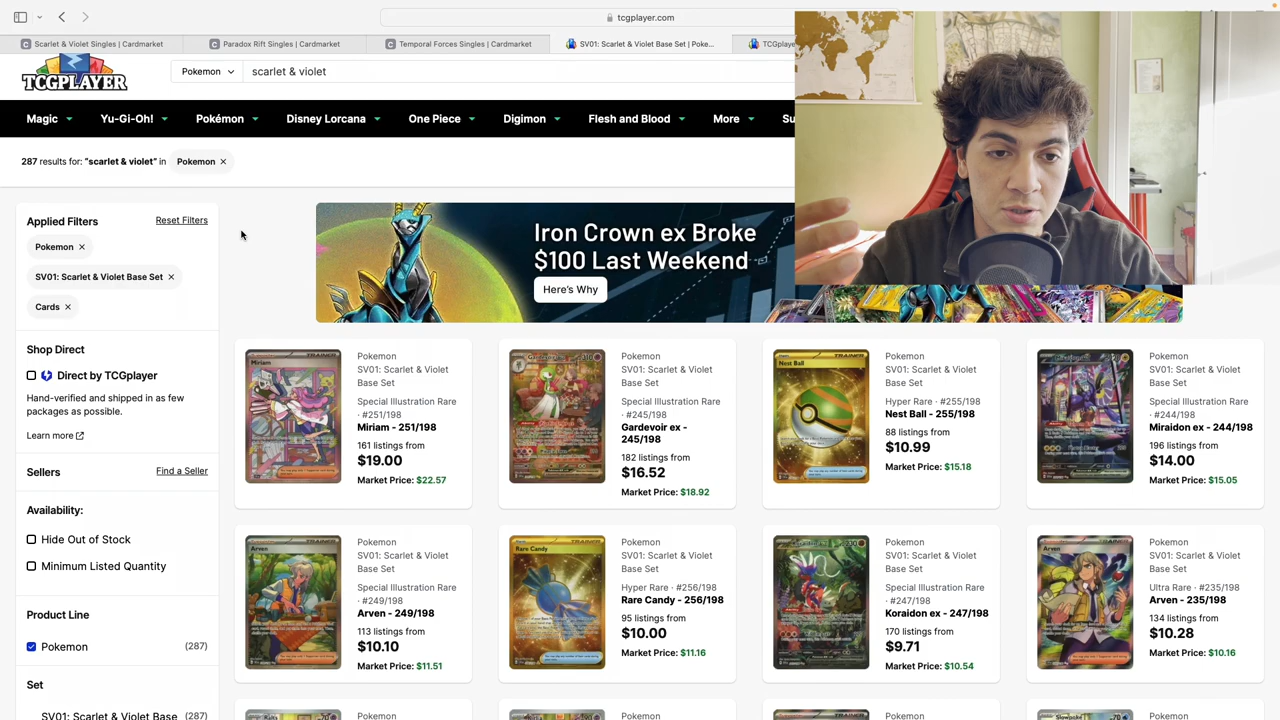 tcgplayer.com
Scarlet & Violet Singles | Cardmarket
Paradox Rift Singles | Cardmarket
Temporal Forces Singles | Cardmarket
SV01: Scarlet & Violet Base Set | Poke...
TCGplaye
TCGPLAYER
Pokemon
scarlet & violet
Magic
Yu-Gi-Oh!
Pokémon
Disney Lorcana
One Piece
Digimon
Flesh and Blood
More
Su
287 results for: "scarlet & violet" in
Pokemon
Applied Filters
Reset Filters
Pokemon
SV01: Scarlet & Violet Base Set
Cards
Shop Direct
Direct by TCGplayer
Hand-verified and shipped in as few
packages as possible.
Learn more
Sellers
Find a Seller
Availability:
Hide Out of Stock
Minimum Listed Quantity
Product Line
Pokemon
(287)
Set
SV01: Scarlet & Violet Base
(287)
Iron Crown ex Broke
$100 Last Weekend
Here's Why
Miriam
TRAINER
Pokemon
SV01: Scarlet & Violet
Base Set
Special Illustration Rare
· #251/198
Miriam - 251/198
161 listings from
$19.00
Market Price: $22.57
Pokemon
SV01: Scarlet & Violet
Base Set
Special Illustration Rare
· #245/198
Gardevoir ex -
245/198
182 listings from
$16.52
Market Price: $18.92
Nest Ball
TRAINER
Pokemon
SV01: Scarlet & Violet
Base Set
Hyper Rare · #255/198
Nest Ball - 255/198
88 listings from
$10.99
Market Price: $15.18
Pokemon
SV01: Scarlet & Violet
Base Set
Special Illustration Rare
· #244/198
Miraidon ex - 244/198
196 listings from
$14.00
Market Price: $15.05
Arven
TRAINER
Pokemon
SV01: Scarlet & Violet
Base Set
Special Illustration Rare
· #249/198
Arven - 249/198
113 listings from
$10.10
Market Price: $11.51
Rare Candy
TRAINER
Pokemon
SV01: Scarlet & Violet
Base Set
Hyper Rare · #256/198
Rare Candy - 256/198
95 listings from
$10.00
Market Price: $11.16
Pokemon
SV01: Scarlet & Violet
Base Set
Special Illustration Rare
· #247/198
Koraidon ex - 247/198
170 listings from
$9.71
Market Price: $10.54
Arven
TRAINER
Pokemon
SV01: Scarlet & Violet
Base Set
Ultra Rare · #235/198
Arven - 235/198
134 listings from
$10.28
Market Price: $10.16
Pokemon
Pokemon
Pokemon
Pokemon